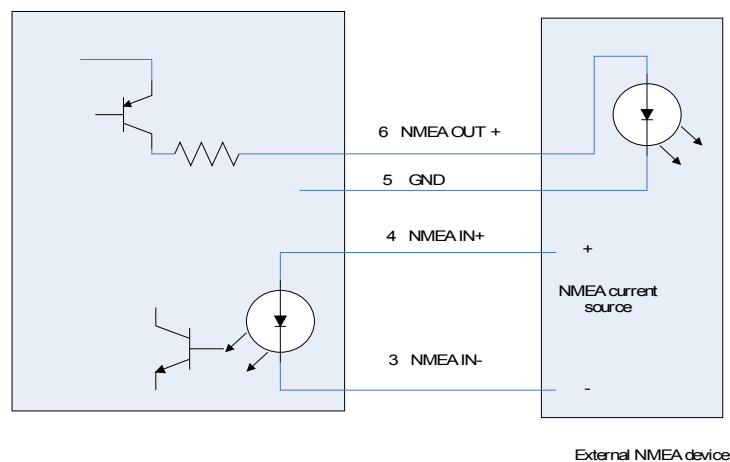 6 NMEA OUT +
5 GND
4 NMEA IN+
+
NMEA current
source
3 NMEA IN-
-
External NMEA device